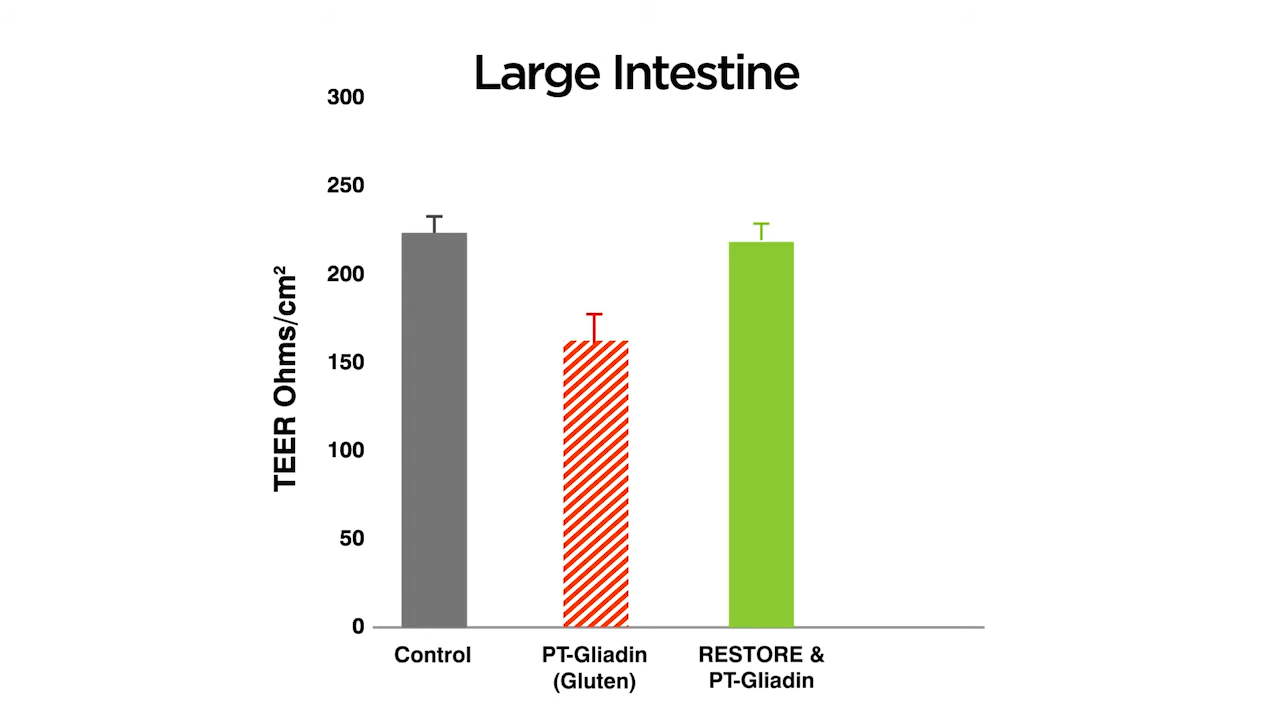 Large Intestine
300
250
200
150
100
50
0
TEER Ohms/cm²
Control
PT-Gliadin
(Gluten)
RESTORE &
PT-Gliadin